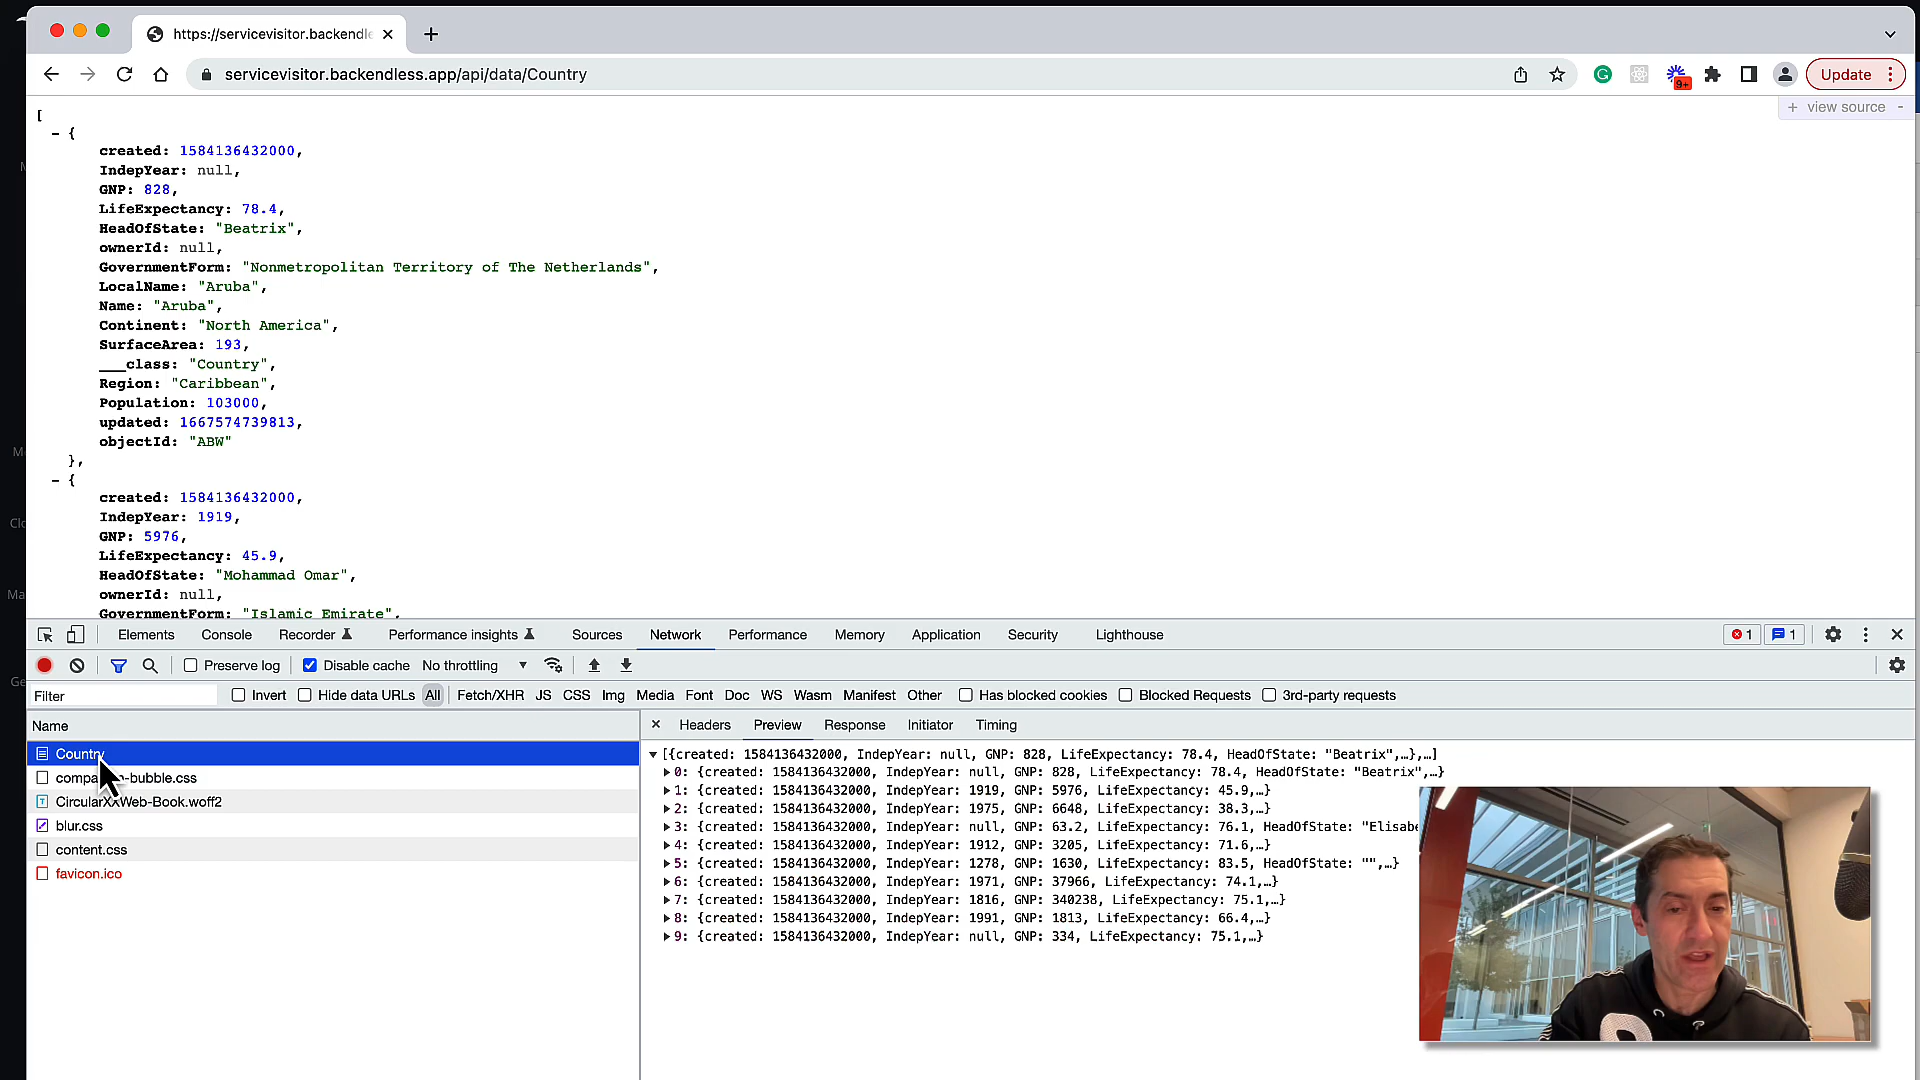 https://servicevisitor.backendle
servicevisitor.backendless.app/api/data/Country
9+
Update
+ view source -
[
- {
created: 1584136432000,
IndepYear: null,
GNP: 828,
LifeExpectancy: 78.4,
HeadOfState: "Beatrix",
ownerId: null,
GovernmentForm: "Nonmetropolitan Territory of The Netherlands",
LocalName: "Aruba",
Name: "Aruba",
Continent: "North America",
SurfaceArea: 193,
___class: "Country",
Region: "Caribbean",
Population: 103000,
updated: 1667574739813,
objectId: "ABW"
},
- {
created: 1584136432000,
IndepYear: 1919,
GNP: 5976,
LifeExpectancy: 45.9,
HeadOfState: "Mohammad Omar",
ownerId: null,
GovernmentForm: "Islamic Emirate",
Elements Console Recorder Performance insights Sources Network Performance Memory Application Security Lighthouse 1 1
Preserve log Disable cache No throttling
Filter Invert Hide data URLs All Fetch/XHR JS CSS Img Media Font Doc WS Wasm Manifest Other Has blocked cookies Blocked Requests 3rd-party requests
Name
Country
-bubble.css
CircularXXWeb-Book.woff2
blur.css
content.css
favicon.ico
Headers Preview Response Initiator Timing
[{created: 1584136432000, IndepYear: null, GNP: 828, LifeExpectancy: 78.4, HeadOfState: "Beatrix",…},…]
0: {created: 1584136432000, IndepYear: null, GNP: 828, LifeExpectancy: 78.4, HeadOfState: "Beatrix",…}
1: {created: 1584136432000, IndepYear: 1919, GNP: 5976, LifeExpectancy: 45.9,…}
2: {created: 1584136432000, IndepYear: 1975, GNP: 6648, LifeExpectancy: 38.3,…}
3: {created: 1584136432000, IndepYear: null, GNP: 63.2, LifeExpectancy: 76.1, HeadOfState: "Elisabe
4: {created: 1584136432000, IndepYear: 1912, GNP: 3205, LifeExpectancy: 71.6,…}
5: {created: 1584136432000, IndepYear: 1278, GNP: 1630, LifeExpectancy: 83.5, HeadOfState: "",…}
6: {created: 1584136432000, IndepYear: 1971, GNP: 37966, LifeExpectancy: 74.1,…}
7: {created: 1584136432000, IndepYear: 1816, GNP: 340238, LifeExpectancy: 75.1,…}
8: {created: 1584136432000, IndepYear: 1991, GNP: 1813, LifeExpectancy: 66.4,…}
9: {created: 1584136432000, IndepYear: null, GNP: 334, LifeExpectancy: 75.1,…}